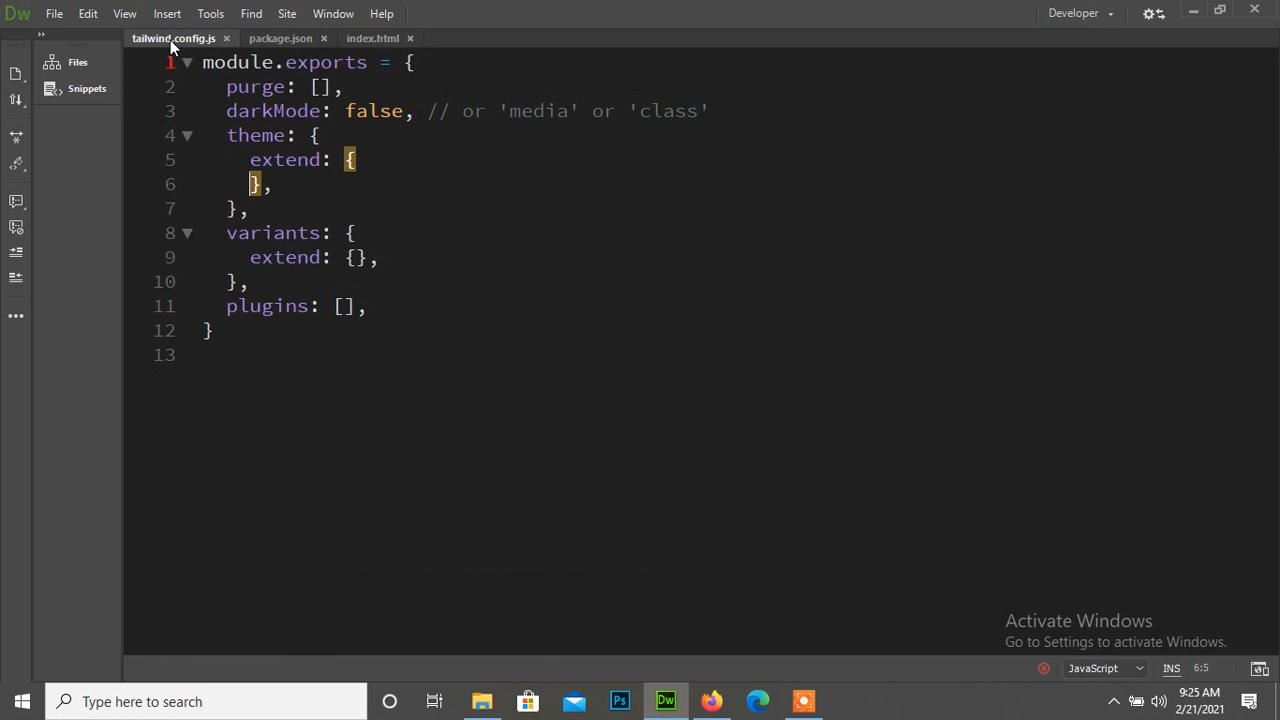 Dw File Edit View Insert Tools Find Site Window Help Developer
tailwind.config.js package.json index.html
Files
Snippets
1 module.exports = {
2 purge: [],
3 darkMode: false, // or 'media' or 'class'
4 theme: {
5 extend: {
6 },
7 },
8 variants: {
9 extend: {},
10 },
11 plugins: [],
12 }
13
Activate Windows
Go to Settings to activate Windows.
JavaScript INS 6:5
Type here to search
Ps Dw
9:25 AM
2/21/2021